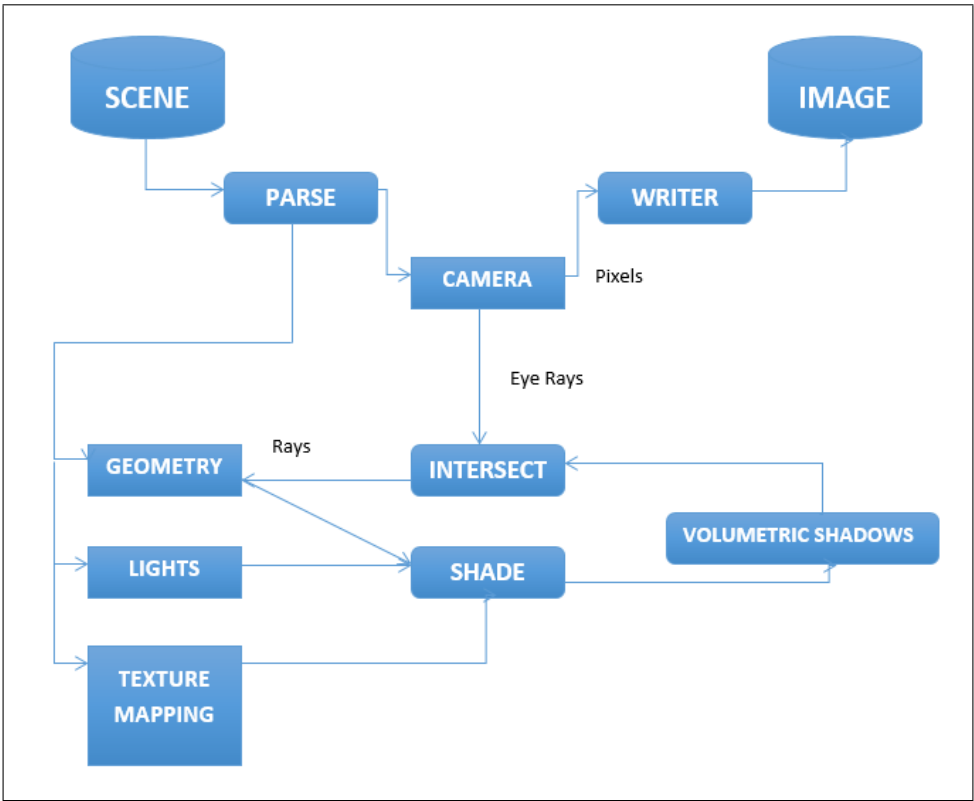 SCENE
IMAGE
PARSE
WRITER
CAMERA
Pixels
Eye Rays
Rays
GEOMETRY
INTERSECT
VOLUMETRIC SHADOWS
LIGHTS
SHADE
TEXTURE
MAPPING